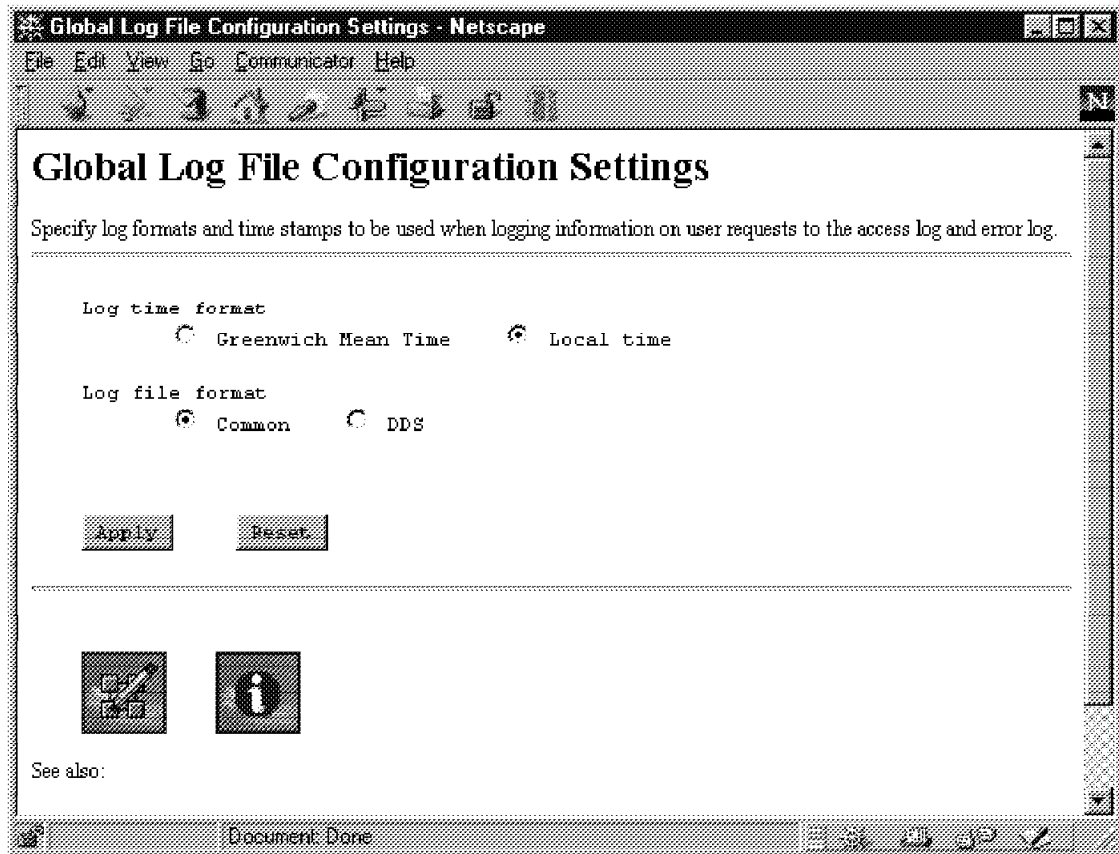 Global Log File Configuration Settings - Netscape
File Edit View Go Communicator Help
N
Global Log File Configuration Settings
Specify log formats and time stamps to be used when logging information on user requests to the access log and error log.
Log time format
Greenwich Mean Time Local time
Log file format
Common DDS
Apply Reset
i
See also:
Document: Done